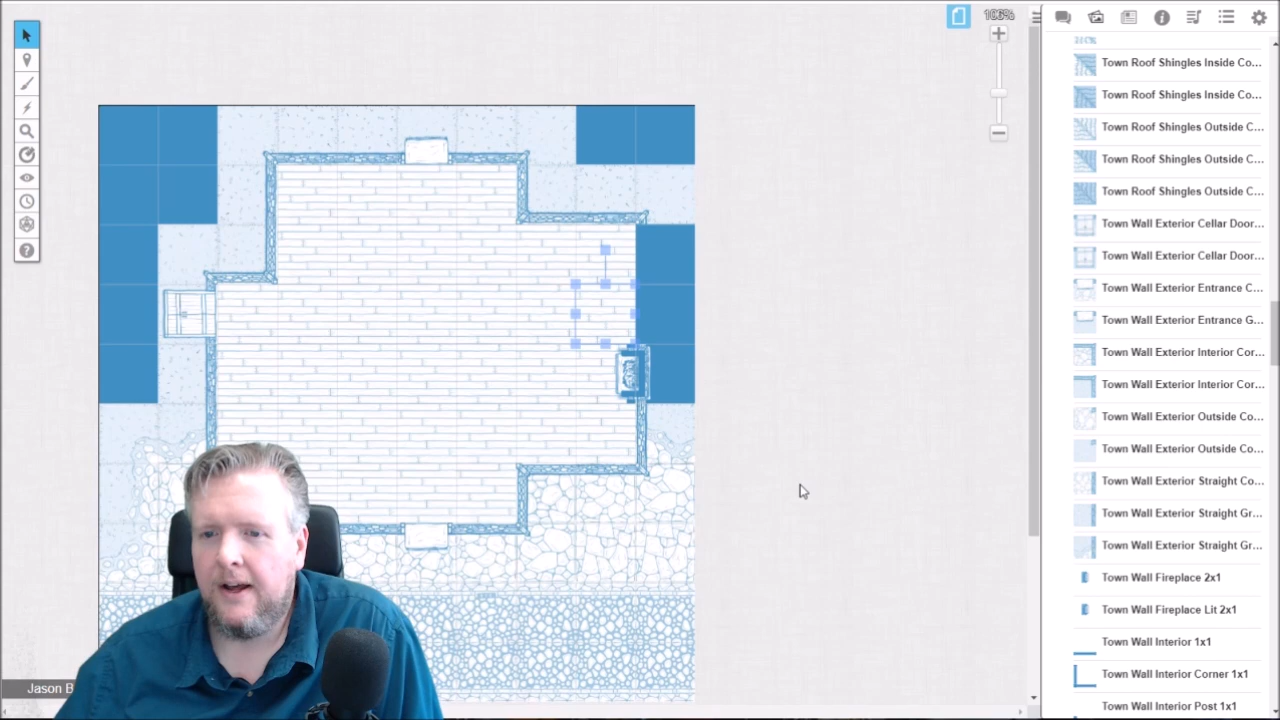 100%
Town Roof Shingles Inside Co...
Town Roof Shingles Inside Co...
Town Roof Shingles Outside C...
Town Roof Shingles Outside C...
Town Roof Shingles Outside C...
Town Wall Exterior Cellar Door...
Town Wall Exterior Cellar Door...
Town Wall Exterior Entrance C...
Town Wall Exterior Entrance G...
Town Wall Exterior Interior Cor...
Town Wall Exterior Interior Cor...
Town Wall Exterior Outside Co...
Town Wall Exterior Outside Co...
Town Wall Exterior Straight Co...
Town Wall Exterior Straight Gr...
Town Wall Exterior Straight Gr...
Town Wall Fireplace 2x1
Town Wall Fireplace Lit 2x1
Town Wall Interior 1x1
Town Wall Interior Corner 1x1
Town Wall Interior Post 1x1
Jason B